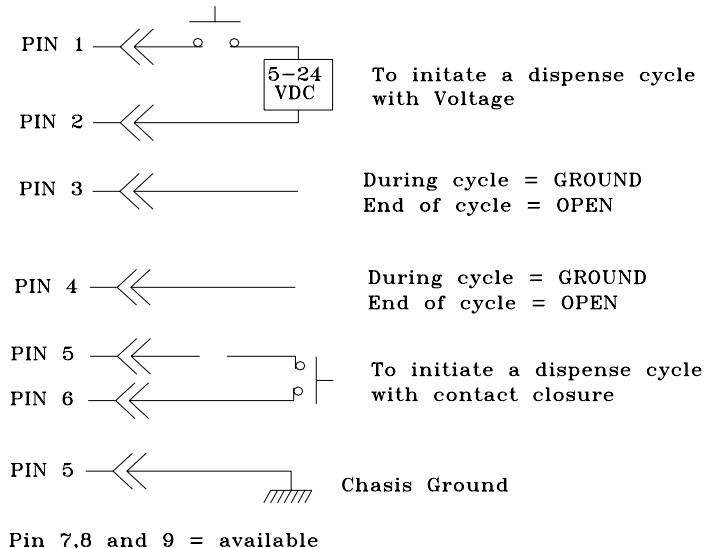 PIN 1
5-24
VDC
To initate a dispense cycle
with Voltage
PIN 2
PIN 3
During cycle = GROUND
End of cycle = OPEN
PIN 4
During cycle = GROUND
End of cycle = OPEN
PIN 5
To initiate a dispense cycle
with contact closure
PIN 6
PIN 5
Chasis Ground
Pin 7,8 and 9 = available